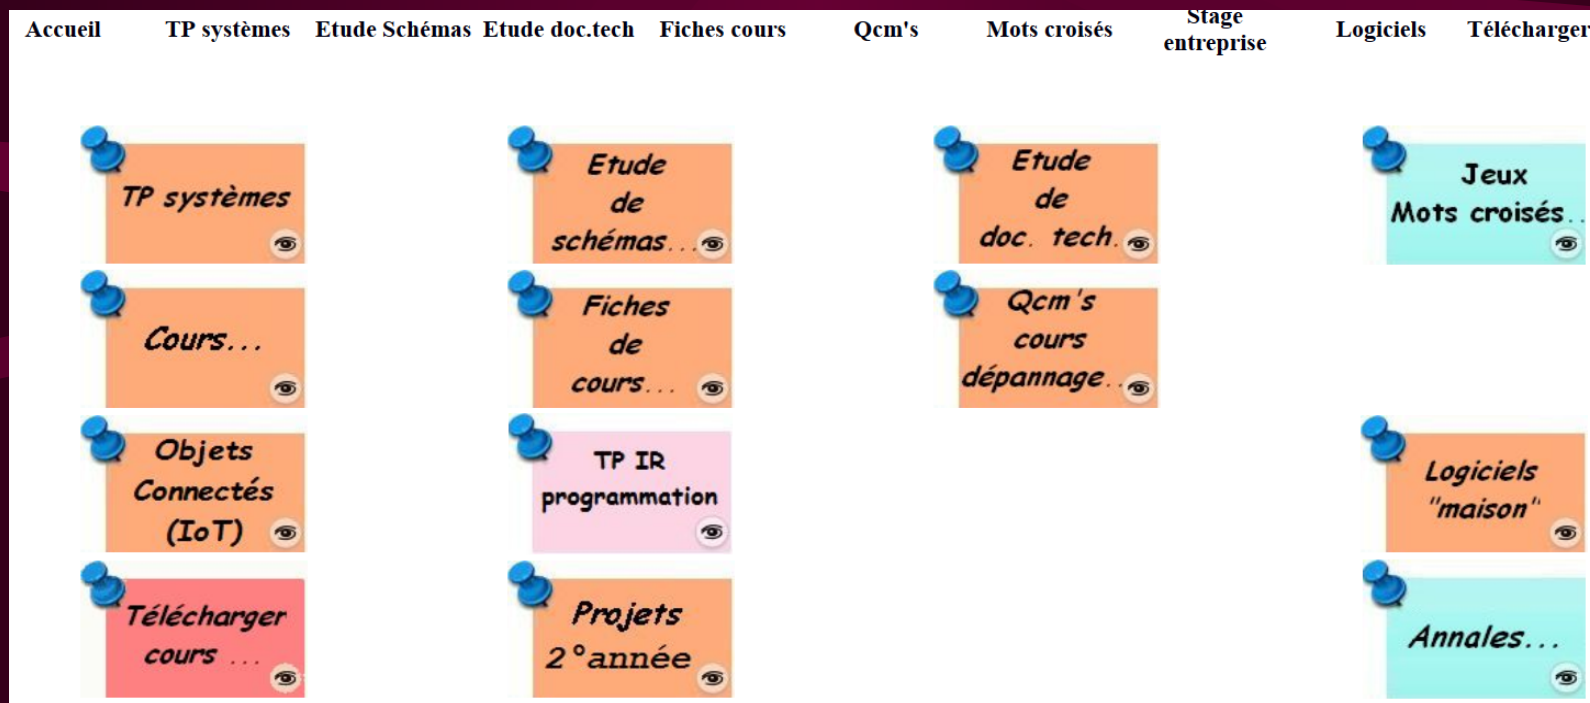 Accueil TP systèmes Etude Schémas Etude doc.tech Fiches cours Qcm's Mots croisés Stage entreprise Logiciels Télécharger
TP systèmes
Etude
de
schémas...
Etude
de
doc. tech.
Jeux
Mots croisés..
Cours...
Fiches
de
cours...
Qcm's
cours
dépannage..
Objets
Connectés
(IoT)
TP IR
programmation
Logiciels
"maison"
Télécharger
cours ...
Projets
2°année
Annales...